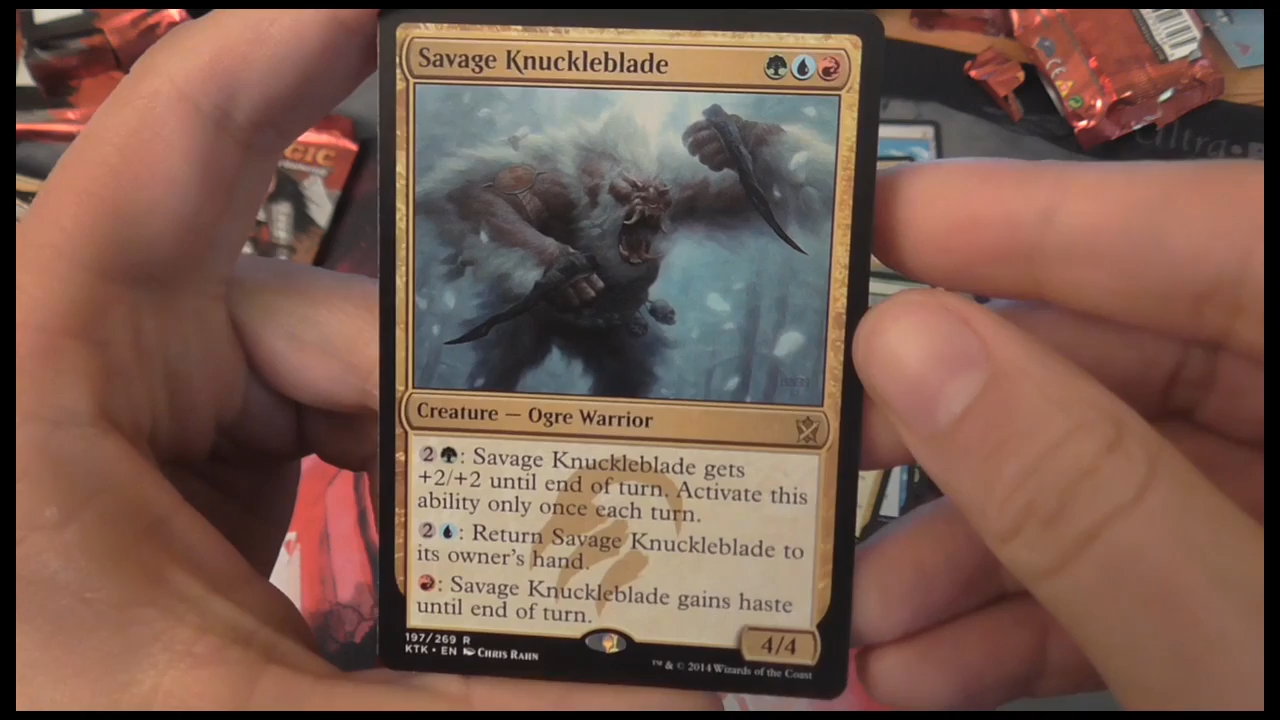 Savage Knuckleblade
Creature — Ogre Warrior
2 : Savage Knuckleblade gets
+2/+2 until end of turn. Activate this
ability only once each turn.
2 : Return Savage Knuckleblade to
its owner's hand.
: Savage Knuckleblade gains haste
until end of turn.
197/269 R
KTK • EN Chris Rahn
4/4
™ & © 2014 Wizards of the Coast
Ultra